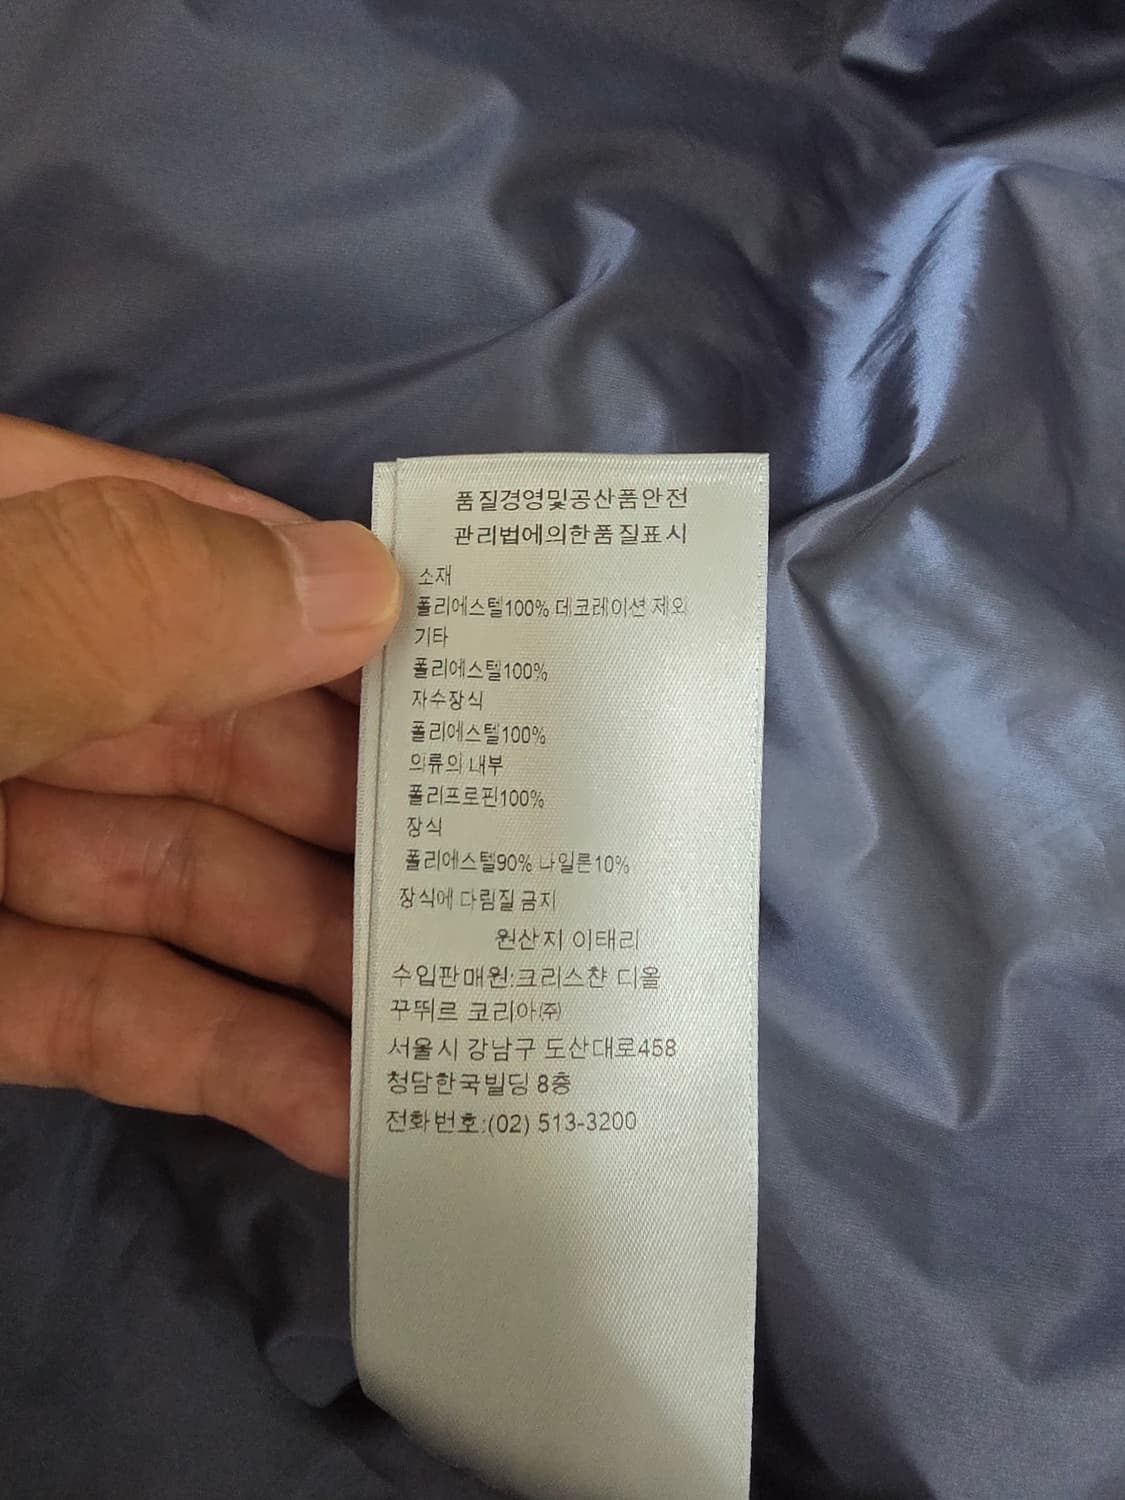 품질경영및공산품안전
관리법에의한품질표시
소재
폴리에스텔100% 데코레이션 제외
기타
폴리에스텔100%
자수장식
폴리에스텔100%
의류의 내부
폴리프로핀100%
장식
폴리에스텔90% 나일론10%
장식에 다림질 금지
원산지 이태리
수입판매원:크리스챤 디올
꾸뛰르 코리아㈜
서울시 강남구 도산대로458
청담한국빌딩 8층
전화번호:(02) 513-3200